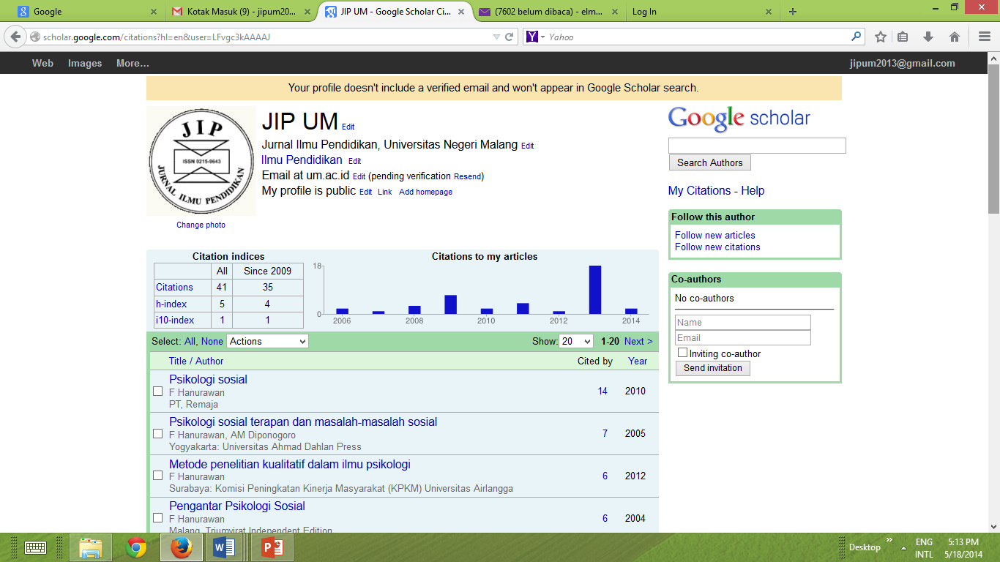 Google
Kotak Masuk (9) - jipum20...
JIP UM - Google Scholar Ci...
(7602 belum dibaca) - elm...
Log In
scholar.google.com/citations?hl=en&user=LFvgc3kAAAAJ
Yahoo
Web Images More...
jipum2013@gmail.com
Your profile doesn't include a verified email and won't appear in Google Scholar search.
JIP
ISSN 0215-9643
JURNAL ILMU PENDIDIKAN
Change photo
JIP UM Edit
Jurnal Ilmu Pendidikan, Universitas Negeri Malang Edit
Ilmu Pendidikan Edit
Email at um.ac.id Edit (pending verification Resend)
My profile is public Edit Link Add homepage
Google scholar
Search Authors
My Citations - Help
Follow this author
Follow new articles
Follow new citations
Co-authors
No co-authors
Name
Email
Inviting co-author
Send invitation
Citation indices
All Since 2009
Citations 41 35
h-index 5 4
i10-index 1 1
Citations to my articles
18
0
2006 2008 2010 2012 2014
Select: All, None Actions
Show: 20 1-20 Next >
Title / Author Cited by Year
Psikologi sosial 14 2010
F Hanurawan
PT, Remaja
Psikologi sosial terapan dan masalah-masalah sosial 7 2005
F Hanurawan, AM Diponogoro
Yogyakarta: Universitas Ahmad Dahlan Press
Metode penelitian kualitatif dalam ilmu psikologi 6 2012
F Hanurawan
Surabaya: Komisi Peningkatan Kinerja Masyarakat (KPKM) Universitas Airlangga
Pengantar Psikologi Sosial 6 2004
F Hanurawan
Malang, Triumvirat Independent Edition
Desktop
ENG
INTL
5:13 PM
5/18/2014